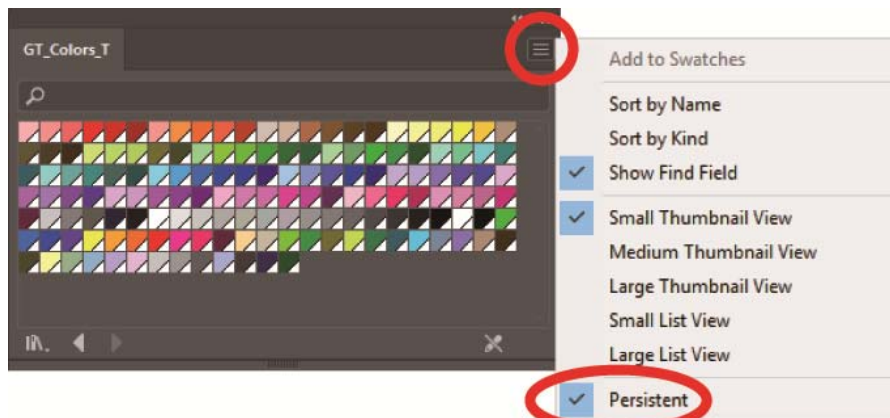 GT_Colors_T
Add to Swatches
Sort by Name
Sort by Kind
Show Find Field
Small Thumbnail View
Medium Thumbnail View
Large Thumbnail View
Small List View
Large List View
Persistent